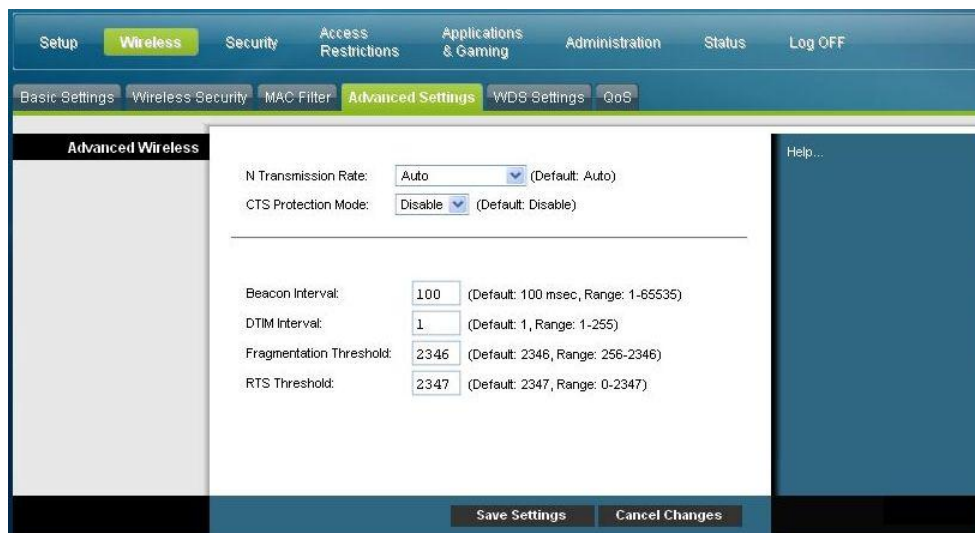 Setup Wireless Security Access Restrictions Applications & Gaming Administration Status Log OFF
Basic Settings Wireless Security MAC Filter Advanced Settings WDS Settings QoS
Advanced Wireless
Help...
N Transmission Rate: Auto (Default: Auto)
CTS Protection Mode: Disable (Default: Disable)
Beacon Interval: 100 (Default: 100 msec, Range: 1-65535)
DTIM Interval: 1 (Default: 1, Range: 1-255)
Fragmentation Threshold: 2346 (Default: 2346, Range: 256-2346)
RTS Threshold: 2347 (Default: 2347, Range: 0-2347)
Save Settings Cancel Changes